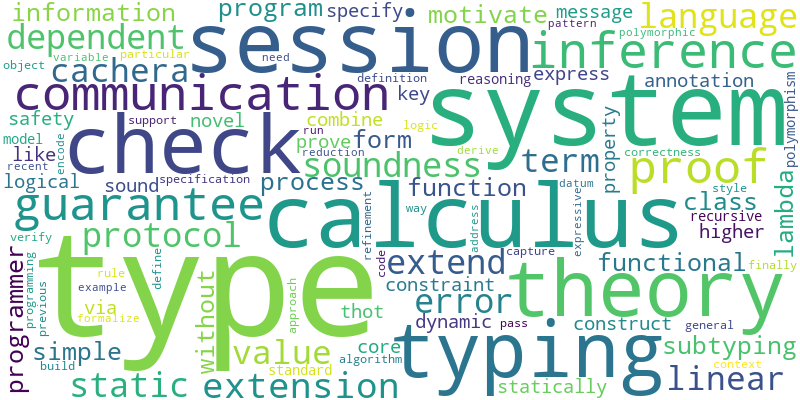 information
program
specify
motivate
message
pattern
language
dependent
session
inference
polymorphic
variable
particular
need
object
cachera
definition
reasoning
express
annotation
polymorphism
communication
key
system
safety
support
novel
combine
run
logic
model
check
prove
form
derive
correctness
like
encode
reduction
term
property
proof
recent
soundness
logical
sound
specification
process
function
datum
style
class
guarantee
calculus
recursive
lambda
refinement
way
address
expressive
higher
verify
protocol
type
programmer
programming
previous
rule
define
without
extend
code
capture
theory
functional
finally
example
via
formalize
approach
constraint
error
thot
dynamic
pass
construct
general
simple
value
core
typing
subtyping
build
standard
algorithm
context
static
extension
statically
linear